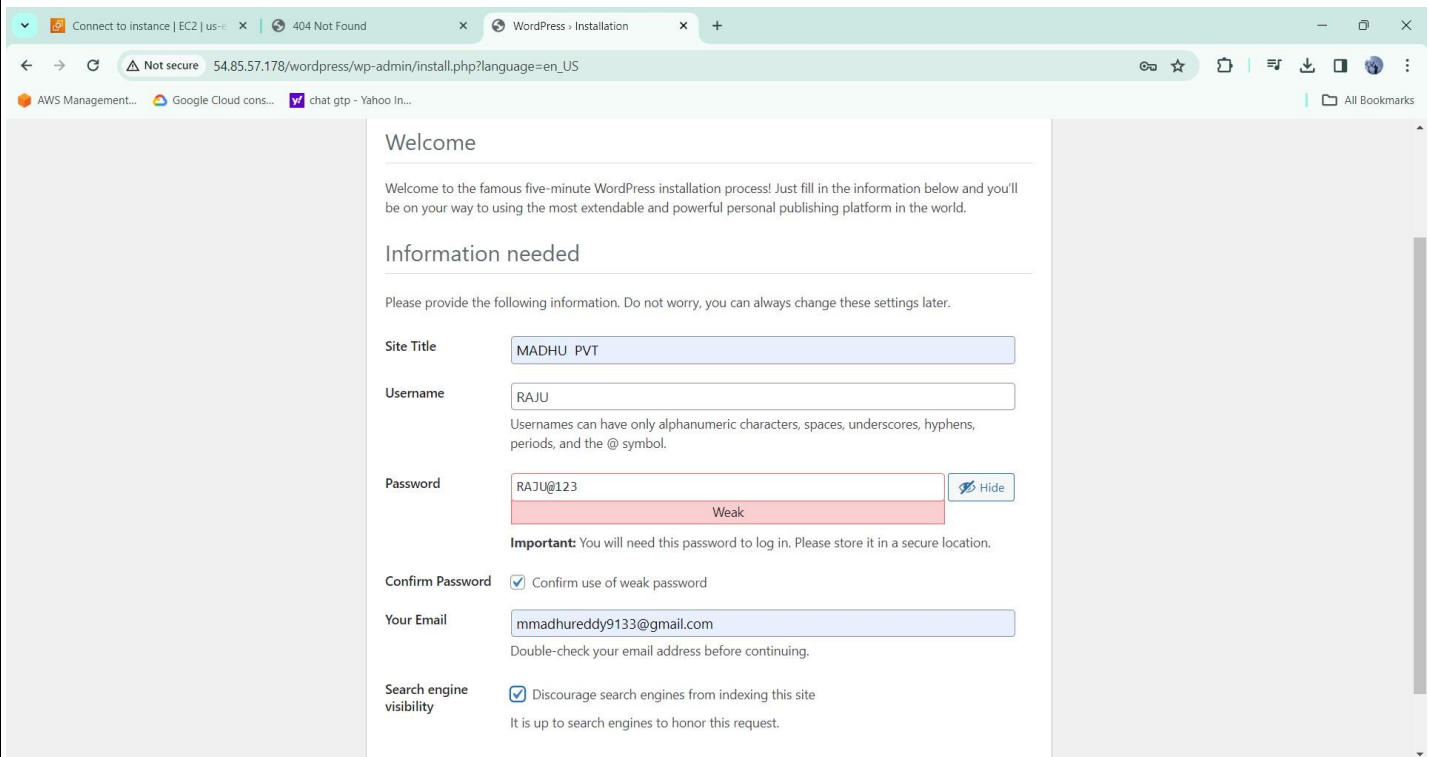 Connect to instance | EC2 | us-e
404 Not Found
WordPress › Installation
Not secure 54.85.57.178/wordpress/wp-admin/install.php?language=en_US
AWS Management...
Google Cloud cons...
chat gtp - Yahoo In...
All Bookmarks
Welcome
Welcome to the famous five-minute WordPress installation process! Just fill in the information below and you'll
be on your way to using the most extendable and powerful personal publishing platform in the world.
Information needed
Please provide the following information. Do not worry, you can always change these settings later.
Site Title
MADHU PVT
Username
RAJU
Usernames can have only alphanumeric characters, spaces, underscores, hyphens,
periods, and the @ symbol.
Password
RAJU@123
Hide
Weak
Important: You will need this password to log in. Please store it in a secure location.
Confirm Password
Confirm use of weak password
Your Email
mmadhureddy9133@gmail.com
Double-check your email address before continuing.
Search engine
visibility
Discourage search engines from indexing this site
It is up to search engines to honor this request.